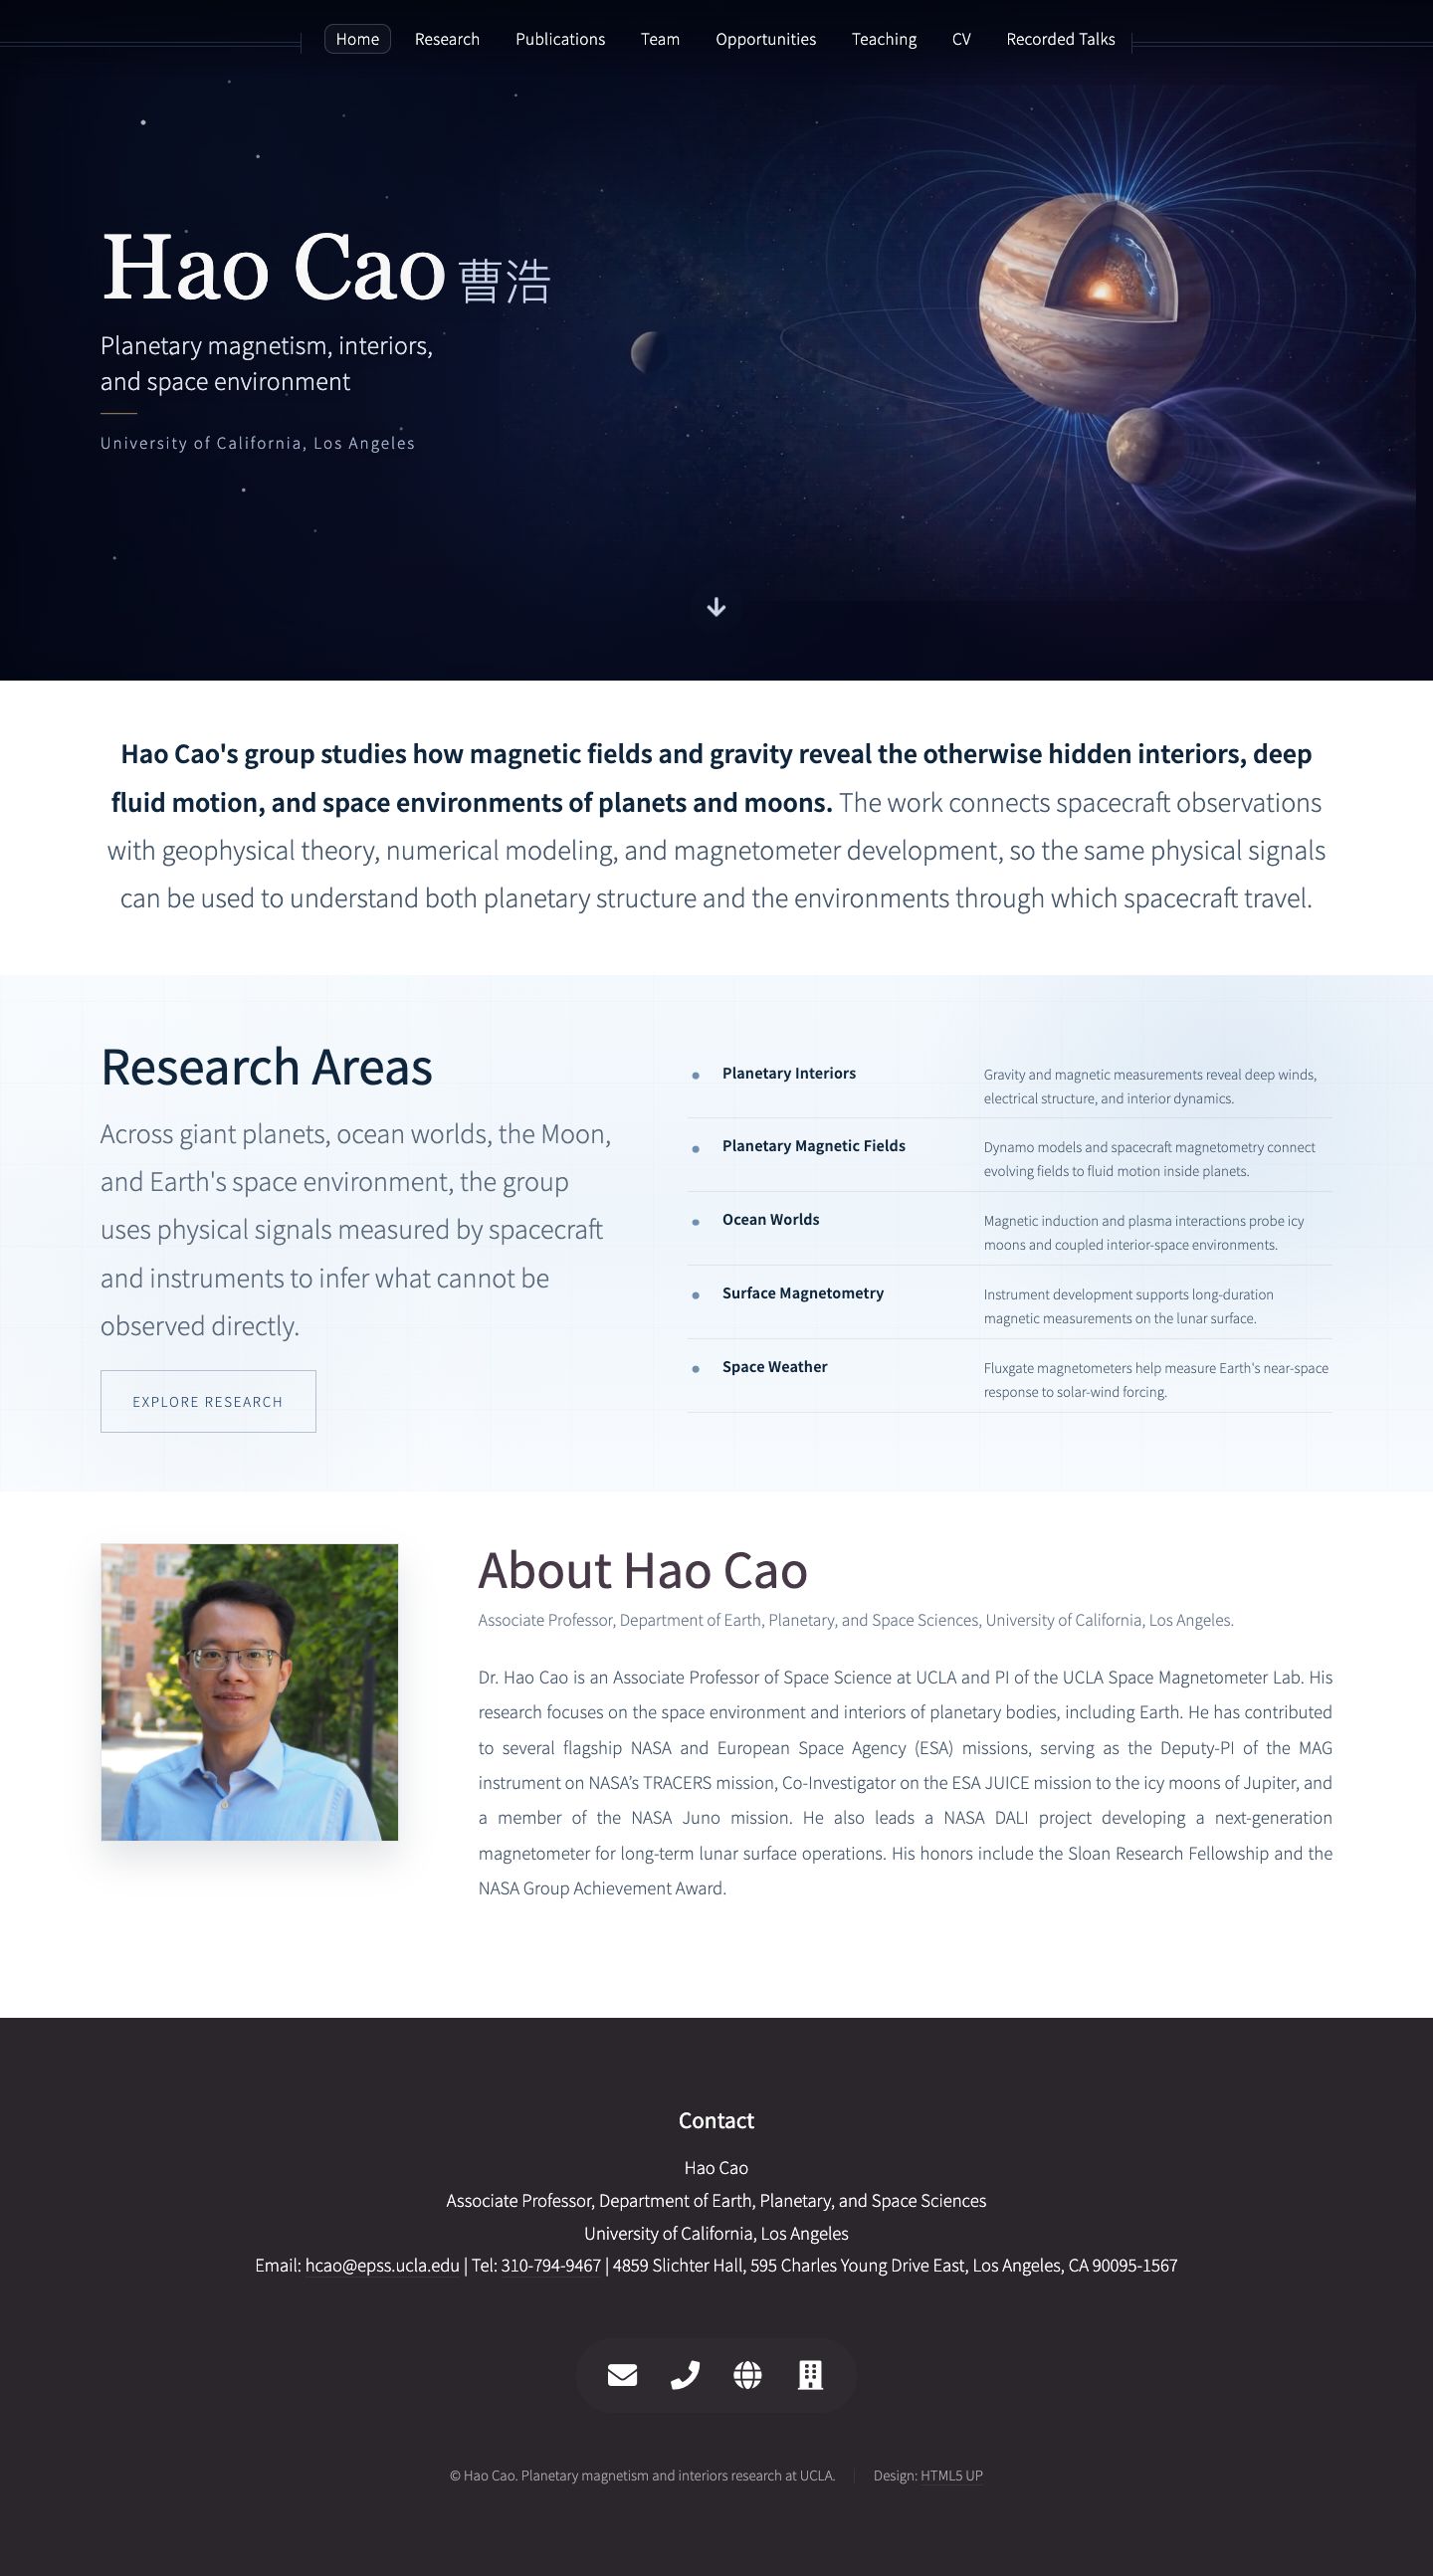 Home Research Publications Team Opportunities Teaching CV Recorded Talks
Hao Cao 曹浩
Planetary magnetism, interiors,
and space environment
University of California, Los Angeles
Hao Cao's group studies how magnetic fields and gravity reveal the otherwise hidden interiors, deep
fluid motion, and space environments of planets and moons. The work connects spacecraft observations
with geophysical theory, numerical modeling, and magnetometer development, so the same physical signals
can be used to understand both planetary structure and the environments through which spacecraft travel.
Research Areas
Across giant planets, ocean worlds, the Moon,
and Earth's space environment, the group
uses physical signals measured by spacecraft
and instruments to infer what cannot be
observed directly.
EXPLORE RESEARCH
Planetary Interiors
Gravity and magnetic measurements reveal deep winds,
electrical structure, and interior dynamics.
Planetary Magnetic Fields
Dynamo models and spacecraft magnetometry connect
evolving fields to fluid motion inside planets.
Ocean Worlds
Magnetic induction and plasma interactions probe icy
moons and coupled interior-space environments.
Surface Magnetometry
Instrument development supports long-duration
magnetic measurements on the lunar surface.
Space Weather
Fluxgate magnetometers help measure Earth's near-space
response to solar-wind forcing.
About Hao Cao
Associate Professor, Department of Earth, Planetary, and Space Sciences, University of California, Los Angeles.
Dr. Hao Cao is an Associate Professor of Space Science at UCLA and PI of the UCLA Space Magnetometer Lab. His
research focuses on the space environment and interiors of planetary bodies, including Earth. He has contributed
to several flagship NASA and European Space Agency (ESA) missions, serving as the Deputy-PI of the MAG
instrument on NASA’s TRACERS mission, Co-Investigator on the ESA JUICE mission to the icy moons of Jupiter, and
a member of the NASA Juno mission. He also leads a NASA DALI project developing a next-generation
magnetometer for long-term lunar surface operations. His honors include the Sloan Research Fellowship and the
NASA Group Achievement Award.
Contact
Hao Cao
Associate Professor, Department of Earth, Planetary, and Space Sciences
University of California, Los Angeles
Email: hcao@epss.ucla.edu | Tel: 310-794-9467 | 4859 Slichter Hall, 595 Charles Young Drive East, Los Angeles, CA 90095-1567
© Hao Cao. Planetary magnetism and interiors research at UCLA. Design: HTML5 UP